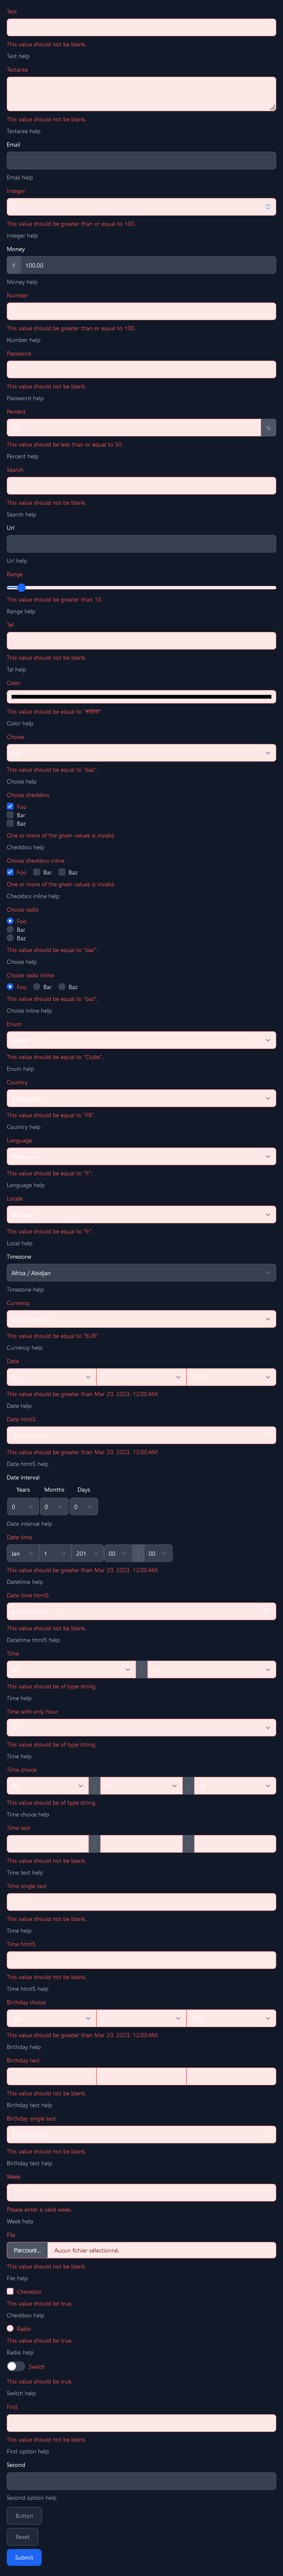 Text
This value should not be blank.
Text help
Textarea
This value should not be blank.
Textarea help
Email
Email help
Integer
This value should be greater than or equal to 100.
Integer help
Money
€ 100.00
Money help
Number
This value should be greater than or equal to 100.
Number help
Password
This value should not be blank.
Password help
Percent
%
This value should be less than or equal to 50.
Percent help
Search
This value should not be blank.
Search help
Url
Url help
Range
This value should be greater than 10.
Range help
Tel
This value should not be blank.
Tel help
Color
This value should be equal to
Color help
Choice
This value should be equal to "baz".
Choice help
Choice checkbox
Foo
Bar
Baz
One or more of the given values is invalid.
Checkbox help
Choice checkbox inline
Foo Bar Baz
One or more of the given values is invalid.
Checkbox inline help
Choice radio
Foo
Bar
Baz
This value should be equal to "baz".
Choice help
Choice radio inline
Foo Bar Baz
This value should be equal to "baz".
Choice inline help
Enum
This value should be equal to "Clubs".
Enum help
Country
This value should be equal to "FR".
Country help
Language
This value should be equal to "fr".
Language help
Locale
This value should be equal to "fr".
Local help
Timezone
Africa / Abidjan
Timezone help
Currency
This value should be equal to "EUR".
Currency help
Date
This value should be greater than Mar 20, 2023, 12:00 AM.
Date help
Date html5
This value should be greater than Mar 20, 2023, 12:00 AM.
Date html5 help
Date interval
Years Months Days
0 0 0
Date interval help
Date time
Jan 1 201 00 : 00
This value should be greater than Mar 20, 2023, 12:00 AM.
Datetime help
Date time html5
This value should not be blank.
Datetime html5 help
Time
This value should be of type string.
Time help
Time with only hour
This value should be of type string.
Time help
Time choice
This value should be of type string.
Time choice help
Time text
This value should not be blank.
Time text help
Time single text
This value should not be blank.
Time help
Time html5
This value should not be blank.
Time html5 help
Birthday choice
This value should be greater than Mar 20, 2023, 12:00 AM.
Birthday help
Birthday text
This value should not be blank.
Birthday text help
Birthday single text
This value should not be blank.
Birthday text help
Week
Please enter a valid week.
Week help
File
Parcourir... Aucun fichier sélectionné.
This value should not be blank.
File help
Checkbox
This value should be true.
Checkbox help
Radio
This value should be true.
Radio help
Switch
This value should be true.
Switch help
First
This value should not be blank.
First option help
Second
Second option help
Button
Reset
Submit